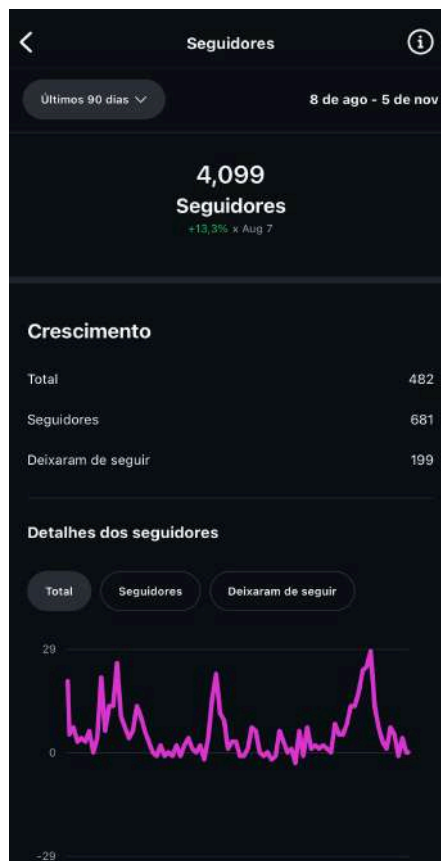 Seguidores
Últimos 90 dias
8 de ago - 5 de nov
4,099
Seguidores
+13,3% x Aug 7
Crescimento
Total 482
Seguidores 681
Deixaram de seguir 199
Detalhes dos seguidores
Total Seguidores Deixaram de seguir
29
0
-29